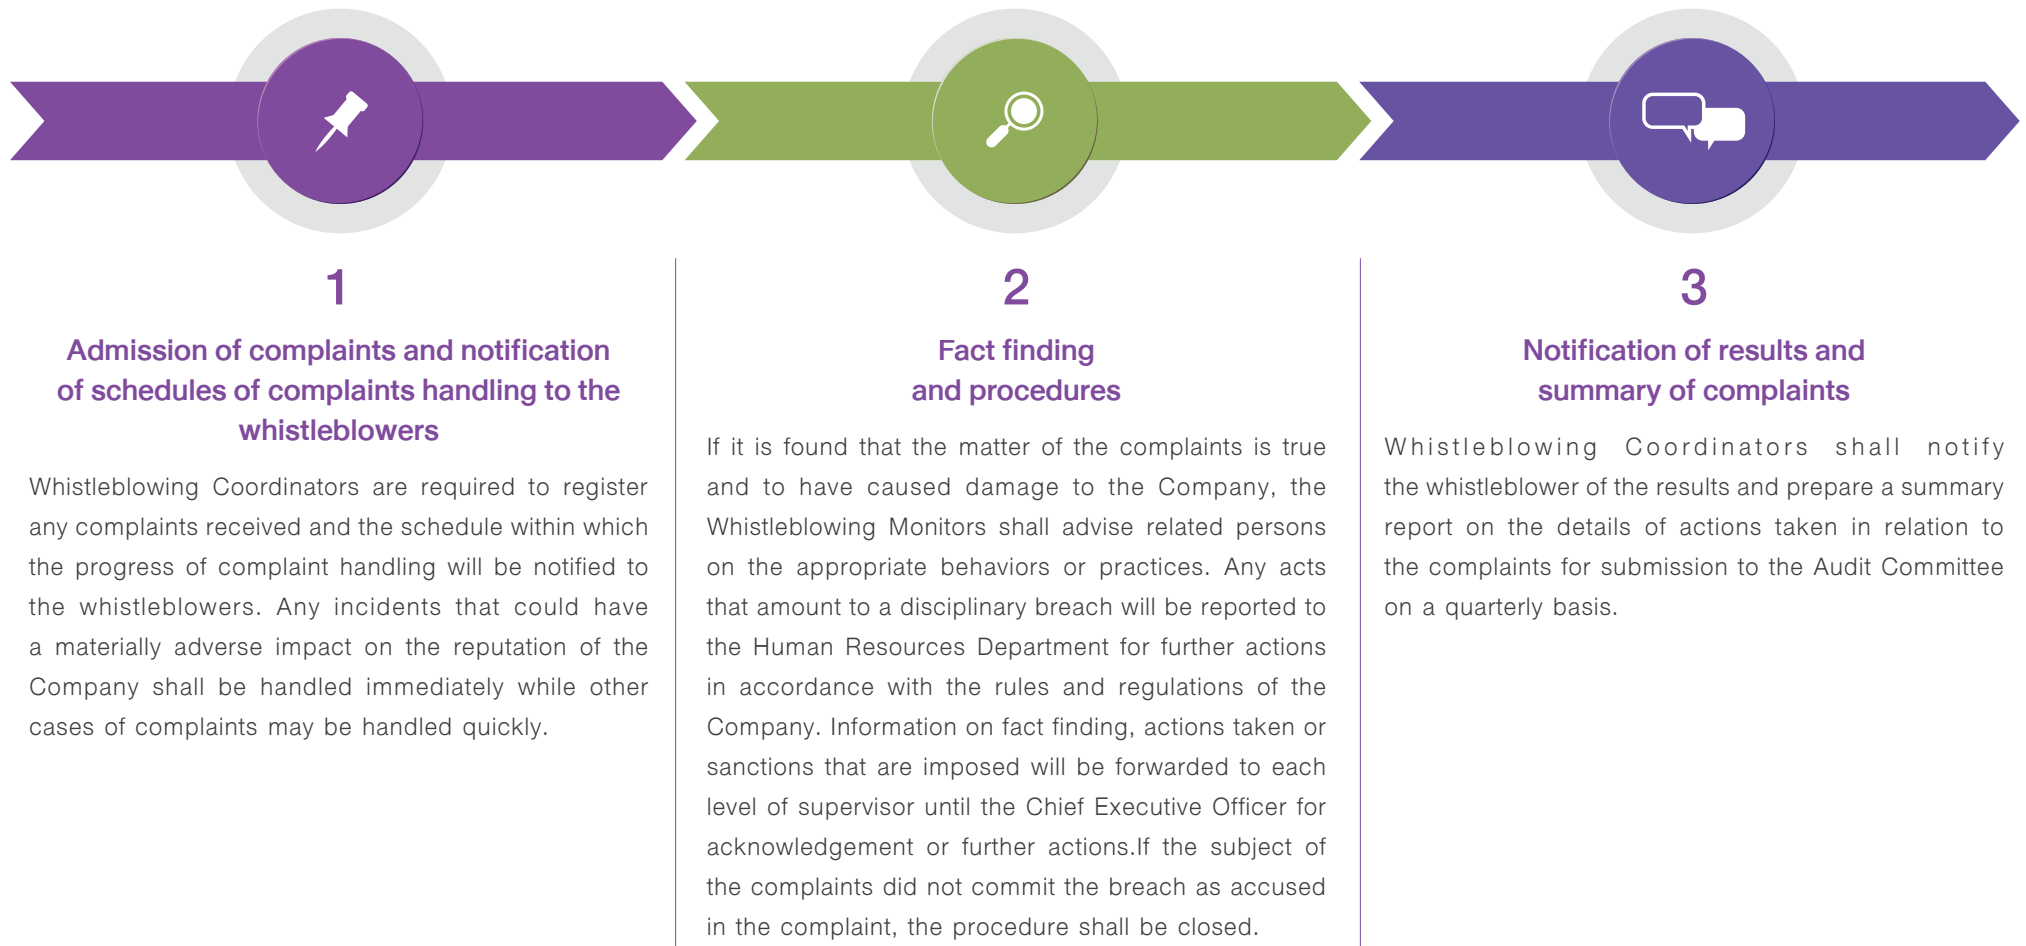 1
Admission of complaints and notification
of schedules of complaints handling to the
whistleblowers
Whistleblowing Coordinators are required to register
any complaints received and the schedule within which
the progress of complaint handling will be notified to
the whistleblowers. Any incidents that could have
a materially adverse impact on the reputation of the
Company shall be handled immediately while other
cases of complaints may be handled quickly.
2
Fact finding
and procedures
If it is found that the matter of the complaints is true
and to have caused damage to the Company, the
Whistleblowing Monitors shall advise related persons
on the appropriate behaviors or practices. Any acts
that amount to a disciplinary breach will be reported to
the Human Resources Department for further actions
in accordance with the rules and regulations of the
Company. Information on fact finding, actions taken or
sanctions that are imposed will be forwarded to each
level of supervisor until the Chief Executive Officer for
acknowledgement or further actions.If the subject of
the complaints did not commit the breach as accused
in the complaint, the procedure shall be closed.
3
Notification of results and
summary of complaints
Whistleblowing Coordinators shall notify
the whistleblower of the results and prepare a summary
report on the details of actions taken in relation to
the complaints for submission to the Audit Committee
on a quarterly basis.